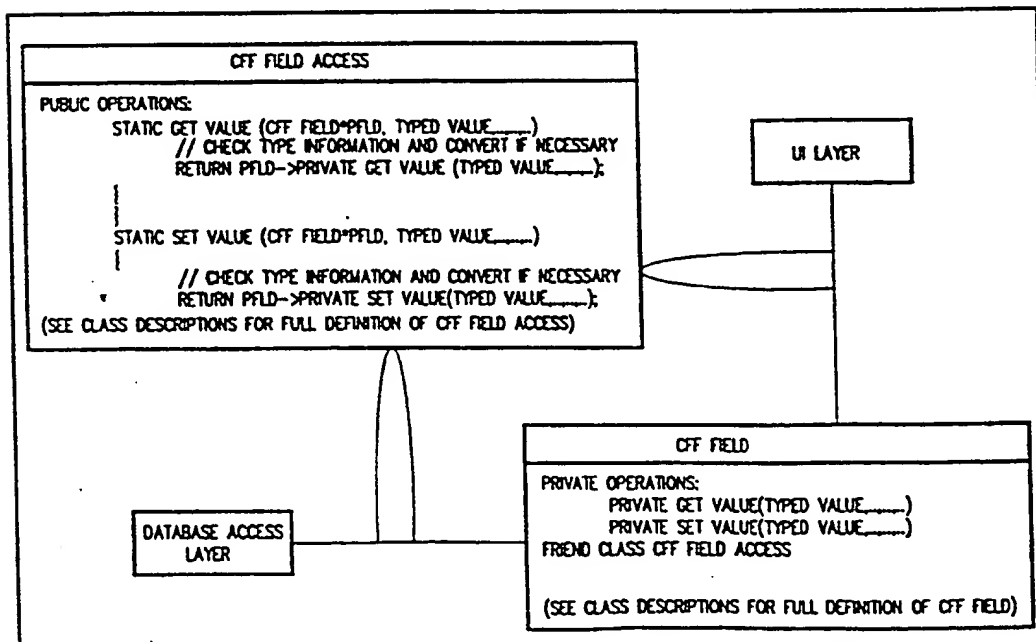 CFF FIELD ACCESS
PUBLIC OPERATIONS:
STATIC GET VALUE (CFF FIELD*PFLD, TYPED VALUE.........)
// CHECK TYPE INFORMATION AND CONVERT IF NECESSARY
RETURN PFLD->PRIVATE GET VALUE (TYPED VALUE.........);
STATIC SET VALUE (CFF FIELD*PFLD, TYPED VALUE.........)
// CHECK TYPE INFORMATION AND CONVERT IF NECESSARY
RETURN PFLD->PRIVATE SET VALUE(TYPED VALUE.........);
(SEE CLASS DESCRIPTIONS FOR FULL DEFINITION OF CFF FIELD ACCESS)
UI LAYER
DATABASE ACCESS
LAYER
CFF FIELD
PRIVATE OPERATIONS:
PRIVATE GET VALUE(TYPED VALUE.........)
PRIVATE SET VALUE(TYPED VALUE.........)
FRIEND CLASS CFF FIELD ACCESS
(SEE CLASS DESCRIPTIONS FOR FULL DEFINITION OF CFF FIELD)